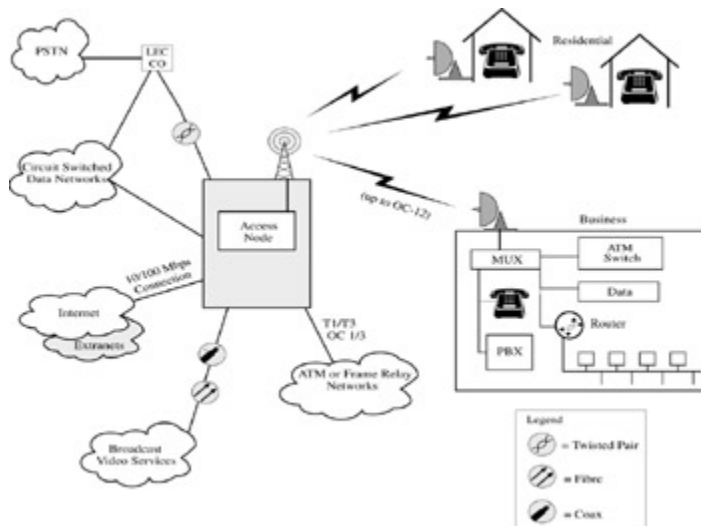 PSTN
LEC
CO
Residential
Circuit Switched
Data Networks
(up to OC-12)
Access
Node
Business
MUX
ATM
Switch
Data
10/100 Mbps
Connection
Internet
Extranets
Router
PBX
T1/T3
OC 1/3
ATM or Frame Relay
Networks
Broadcast
Video Services
Legend
= Twisted Pair
= Fibre
= Coax